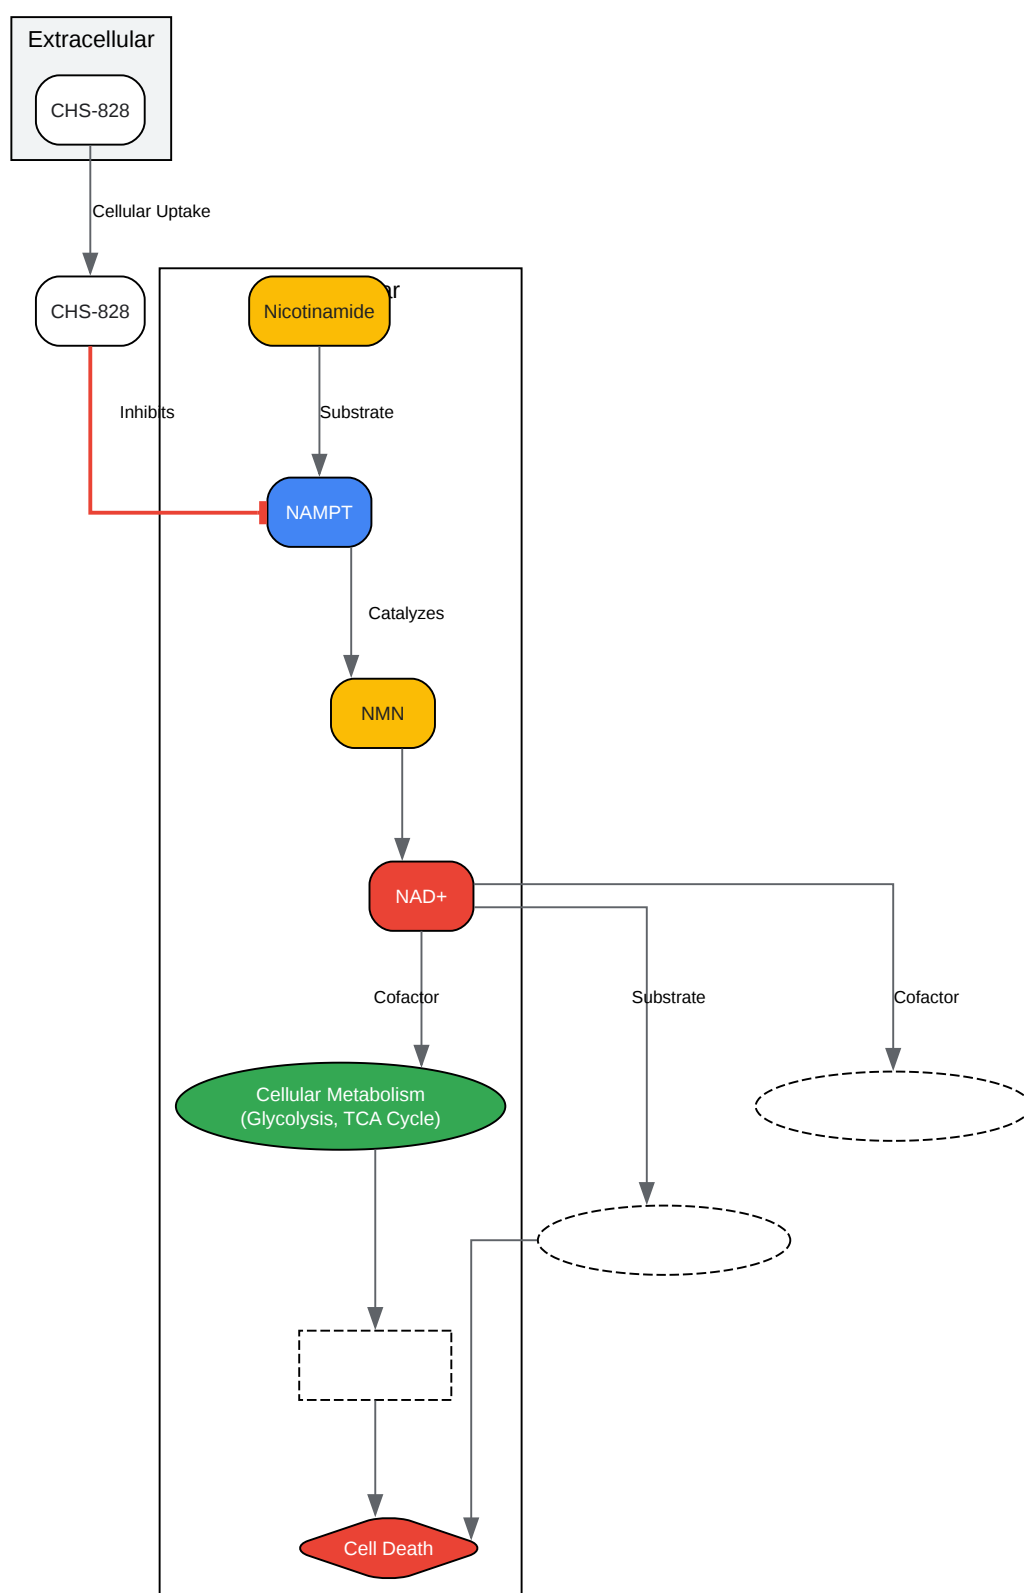 Extracellular
CHS-828
Cellular Uptake
CHS-828
Nicotinamide
Inhibits
Substrate
NAMPT
Catalyzes
NMN
NAD+
Cofactor
Substrate
Cofactor
Cellular Metabolism
(Glycolysis, TCA Cycle)
Cell Death